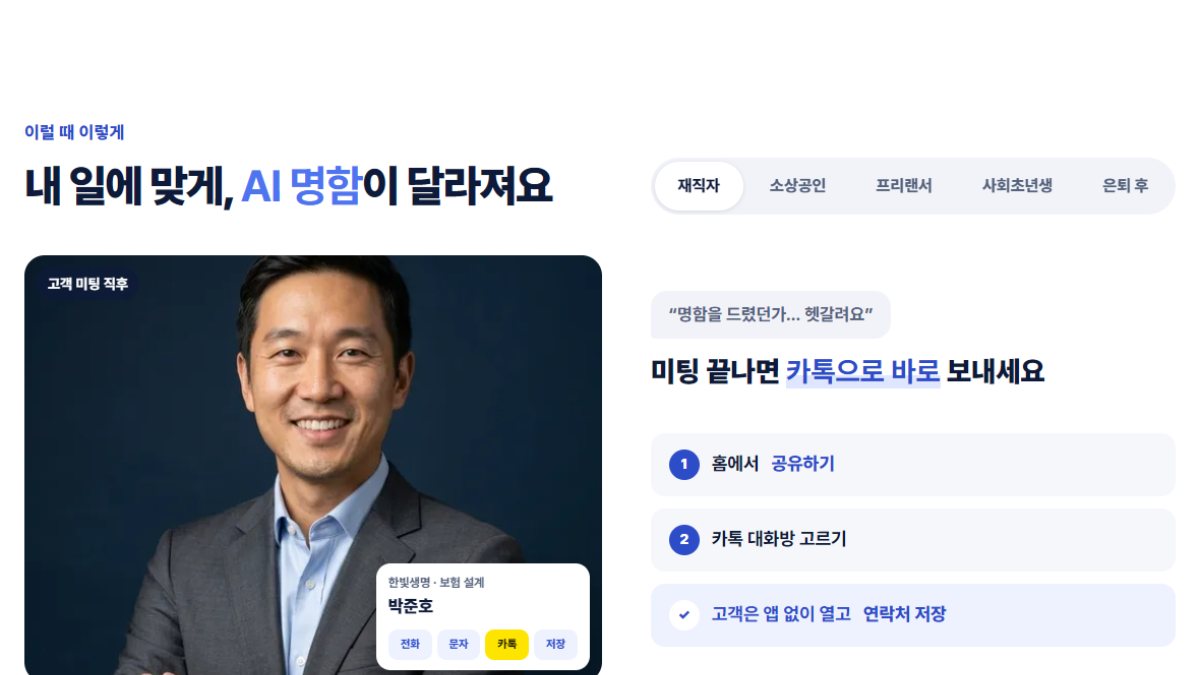 이럴 때 이렇게
내 일에 맞게, AI 명함이 달라져요
재직자 소상공인 프리랜서 사회초년생 은퇴 후
고객 미팅 직후
한빛생명 · 보험 설계
박준호
전화 문자 카톡 저장
“명함을 드렸던가... 헷갈려요”
미팅 끝나면 카톡으로 바로 보내세요
1 홈에서 공유하기
2 카톡 대화방 고르기
고객은 앱 없이 열고 연락처 저장